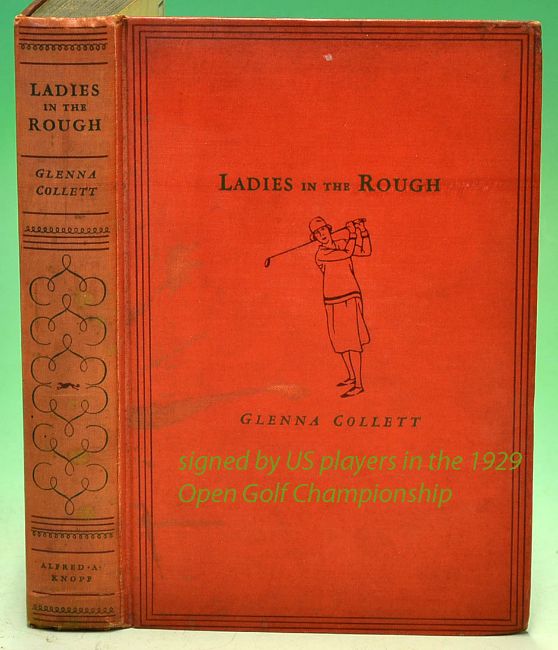 LADIES
IN THE
ROUGH
GLENNA
COLLETT
ALFRED · A ·
KNOPF
LADIES IN THE ROUGH
GLENNA COLLETT
signed by US players in the 1929
Open Golf Championship